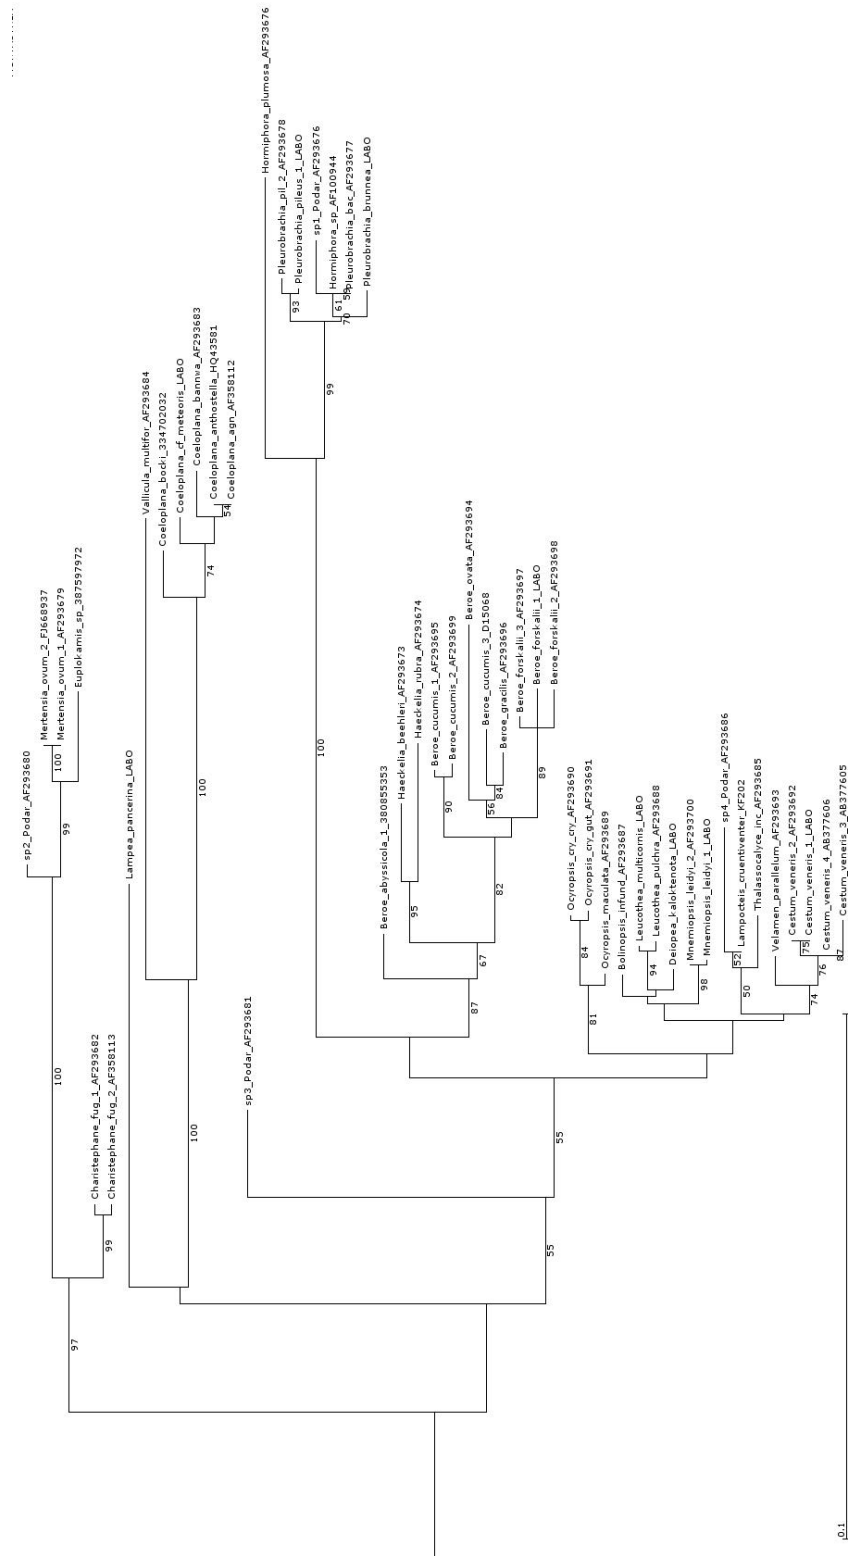 sp2_Podar_AF293680
Mertensia_ovum_2_FJ668937
Mertensia_ovum_1_AF293679
100
Euplokamis_sp_387597972
99
100
Charistephane_fug_1_AF293682
Charistephane_fug_2_AF358113
99
97
Lampea_pancerina_LABO
Vallicula_multifor_AF293684
Coeloplana_bocki_334702032
Coeloplana_cf_meteoris_LABO
Coeloplana_bannwa_AF293683
Coeloplana_anthostella_HQ43581
Coeloplana_agn_AF358112
54
74
100
100
sp3_Podar_AF293681
Hormiphora_plumosa_AF293676
Pleurobrachia_pil_2_AF293678
Pleurobrachia_pileus_1_LABO
93
sp1_Podar_AF293676
Hormiphora_sp_AF100944
Pleurobrachia_bac_AF293677
61
70
Pleurobrachia_brunnea_LABO
99
100
Beroe_abyssicola_1_380855353
Haeckelia_beehleri_AF293673
Haeckelia_rubra_AF293674
95
Beroe_cucumis_1_AF293695
Beroe_cucumis_2_AF293699
90
Beroe_ovata_AF293694
Beroe_cucumis_3_D15068
Beroe_gracilis_AF293696
84
56
Beroe_forskalii_3_AF293697
Beroe_forskalii_1_LABO
Beroe_forskalii_2_AF293698
89
82
67
87
Ocyropsis_cry_cry_AF293690
Ocyropsis_cry_gut_AF293691
84
Ocyropsis_maculata_AF293689
81
Bolinopsis_infund_AF293687
Leucothea_multicornis_LABO
Leucothea_pulchra_AF293688
94
Deiopea_kaloktenota_LABO
Mnemiopsis_leidyi_2_AF293700
Mnemiopsis_leidyi_1_LABO
98
sp4_Podar_AF293686
Lampocteis_cruentiventer_KF202
52
Thalassocalyce_inc_AF293685
50
Velamen_parallelum_AF293693
Cestum_veneris_2_AF293692
Cestum_veneris_1_LABO
75
Cestum_veneris_4_AB377606
Cestum_veneris_3_AB377605
87
76
74
55
55
0.1